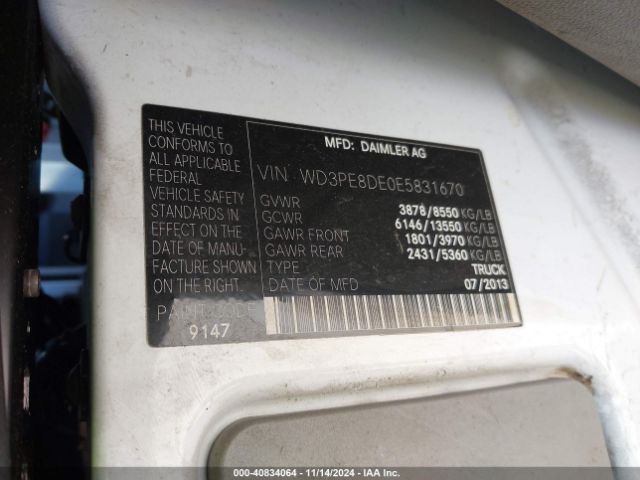 THIS VEHICLE
CONFORMS TO
ALL APPLICABLE
FEDERAL
VEHICLE SAFETY
STANDARDS IN
EFFECT ON THE
DATE OF MANU-
FACTURE SHOWN
ON THE RIGHT.
PAINT CODE
9147
MFD: DAIMLER AG
VIN WD3PE8DE0E5831670
GVWR 3878/8550 KG/LB
GCWR 6146/13550 KG/LB
GAWR FRONT 1801/3970 KG/LB
GAWR REAR 2431/5360 KG/LB
TYPE TRUCK
DATE OF MFD 07/2013
000-40834064 | 11/14/2024 | IAA Inc.